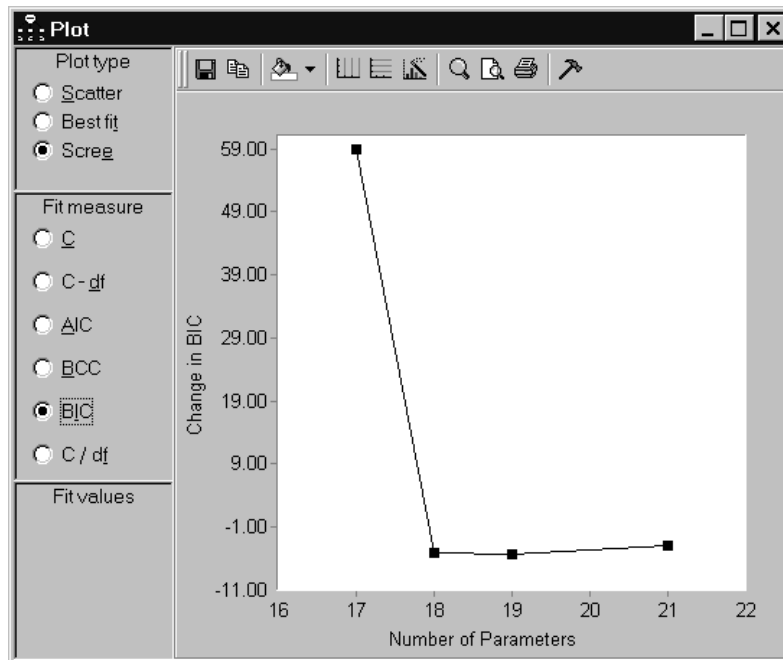 Plot
Plot type
Scatter
Best fit
Scree
Fit measure
C
C - df
AIC
BCC
BIC
C / df
Fit values
Change in BIC
59.00
49.00
39.00
29.00
19.00
9.00
-1.00
-11.00
16 17 18 19 20 21 22
Number of Parameters